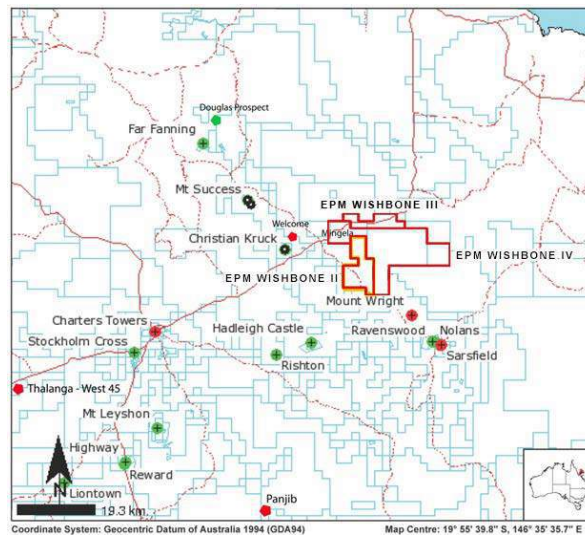 Douglas Prospect
Far Fanning
Mt Success
EPM WISHBONE III
Welcome
Mingela
Christian Kruck
EPM WISHBONE IV
EPM WISHBONE II
Mount Wright
Charters Towers
Hadleigh Castle
Ravenswood
Nolans
Stockholm Cross
Sarsfield
Rishton
Thalanga - West 45
Mt Leyshon
Highway
Reward
Liontown
N
Panjib
19.3 km
Coordinate System: Geocentric Datum of Australia 1994 (GDA94)
Map Centre: 19° 55' 39.8" S, 146° 35' 35.7" E